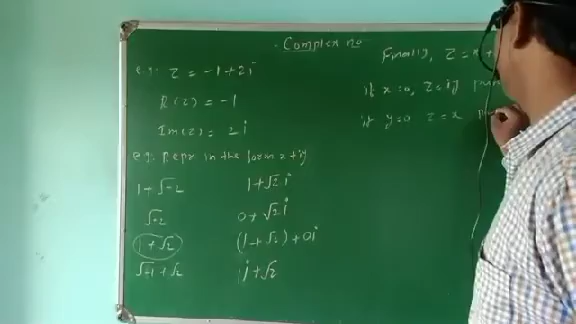 Complex no
e.g: z = -1+2i
R(z) = -1
Im(z) = 2i
e.g: repr in the form x+iy
1+√-2 1+√2 i
√-2 0+√2 i
1+√2 (1+√2)+0i
√-1+√2 i+√2
Finally, z = x +
if x=0, z=iy pure
if y=0 z=x